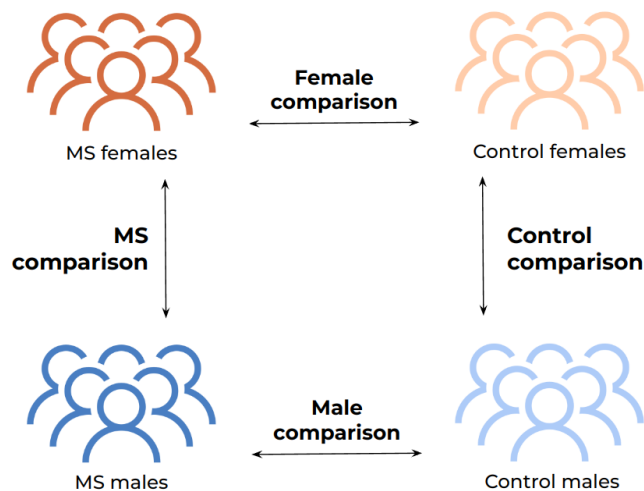 Female
comparison
MS females
Control females
MS
comparison
Control
comparison
Male
comparison
MS males
Control males